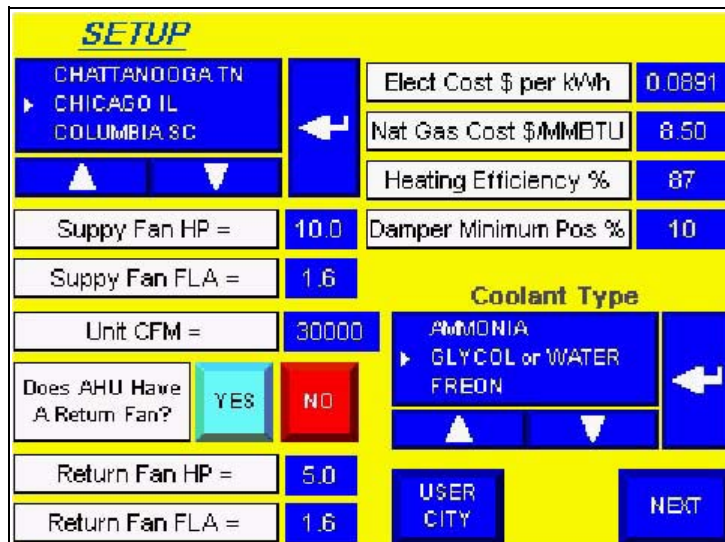 SETUP
CHATTANOOGA TN
CHICAGO IL
COLUMBIA SC
Elect Cost $ per kWh 0.0891
Nat Gas Cost $/MMBTU 8.50
Heating Efficiency % 87
Damper Minimum Pos % 10
Suppy Fan HP = 10.0
Suppy Fan FLA = 1.6
Unit CFM = 30000
Does AHU Have
A Return Fan?
YES
NO
Return Fan HP = 5.0
Return Fan FLA = 1.6
Coolant Type
AMMONIA
GLYCOL or WATER
FREON
USER
CITY
NEXT